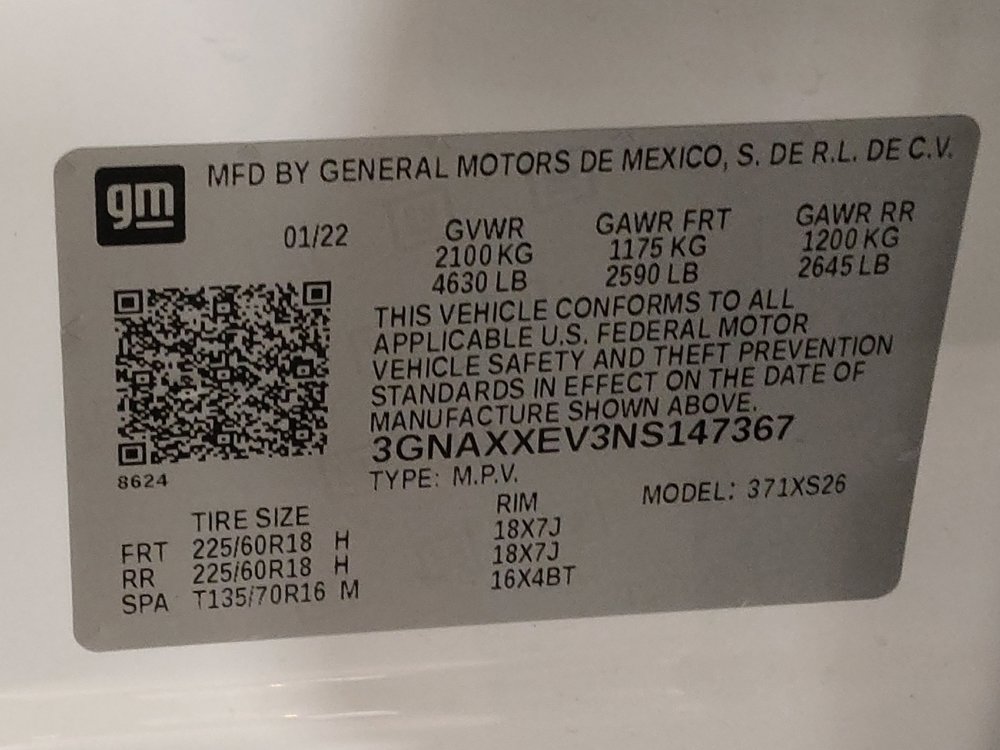 gm MFD BY GENERAL MOTORS DE MEXICO, S. DE R.L. DE C.V.
01/22
GVWR
2100 KG
4630 LB
GAWR FRT
1175 KG
2590 LB
GAWR RR
1200 KG
2645 LB
THIS VEHICLE CONFORMS TO ALL
APPLICABLE U.S. FEDERAL MOTOR
VEHICLE SAFETY AND THEFT PREVENTION
STANDARDS IN EFFECT ON THE DATE OF
MANUFACTURE SHOWN ABOVE.
3GNAXXEV3NS147367
8624
TYPE: M.P.V. MODEL: 371XS26
TIRE SIZE RIM
FRT 225/60R18 H 18X7J
RR 225/60R18 H 18X7J
SPA T135/70R16 M 16X4BT